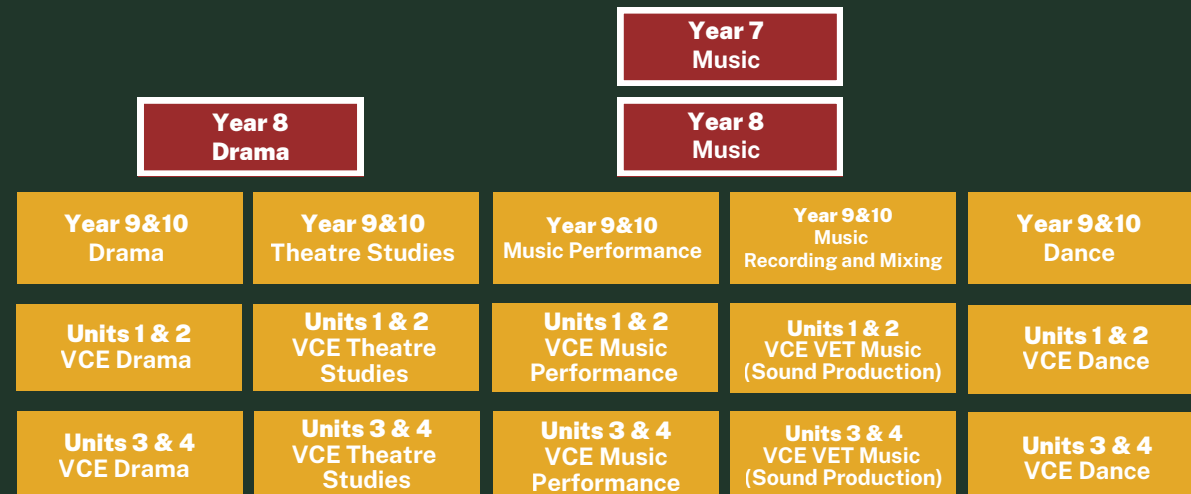 Year 7
Music
Year 8
Drama
Year 8
Music
Year 9&10
Drama
Year 9&10
Theatre Studies
Year 9&10
Music Performance
Year 9&10
Music
Recording and Mixing
Year 9&10
Dance
Units 1 & 2
VCE Drama
Units 1 & 2
VCE Theatre
Studies
Units 1 & 2
VCE Music
Performance
Units 1 & 2
VCE VET Music
(Sound Production)
Units 1 & 2
VCE Dance
Units 3 & 4
VCE Drama
Units 3 & 4
VCE Theatre
Studies
Units 3 & 4
VCE Music
Performance
Units 3 & 4
VCE VET Music
(Sound Production)
Units 3 & 4
VCE Dance